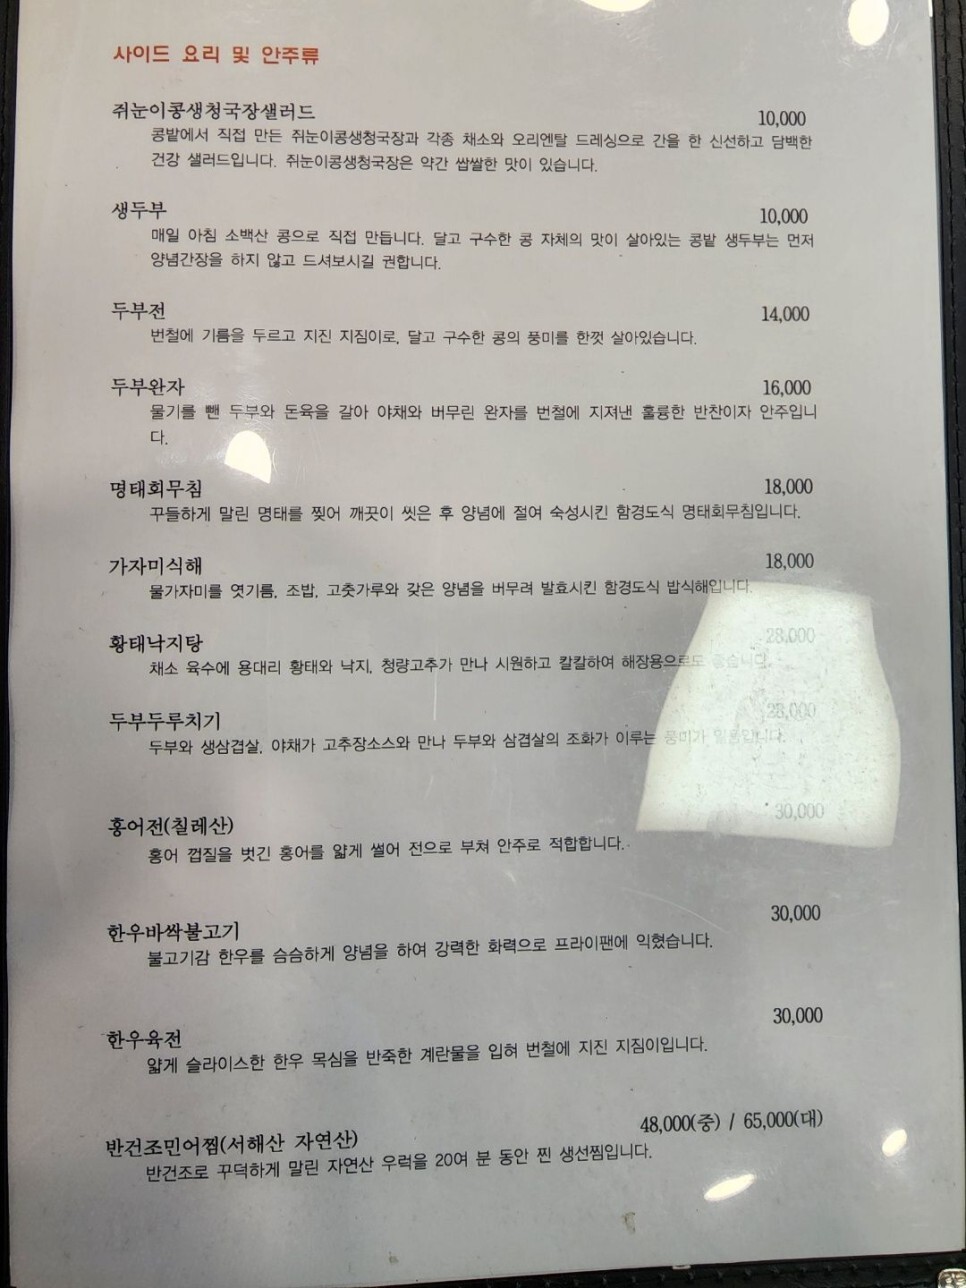 사이드 요리 및 안주류
쥐눈이콩생청국장샐러드 10,000
콩밭에서 직접 만든 쥐눈이콩생청국장과 각종 채소와 오리엔탈 드레싱으로 간을 한 신선하고 담백한
건강 샐러드입니다. 쥐눈이콩생청국장은 약간 쌉쌀한 맛이 있습니다.
생두부 10,000
매일 아침 소백산 콩으로 직접 만듭니다. 달고 구수한 콩 자체의 맛이 살아있는 콩밭 생두부는 먼저
양념간장을 하지 않고 드셔보시길 권합니다.
두부전 14,000
번철에 기름을 두르고 지진 지짐이로, 달고 구수한 콩의 풍미를 한껏 살아있습니다.
두부완자 16,000
물기를 뺀 두부와 돈육을 갈아 야채와 버무린 완자를 번철에 지져낸 훌륭한 반찬이자 안주입니
다.
명태회무침 18,000
꾸들하게 말린 명태를 찢어 깨끗이 씻은 후 양념에 절여 숙성시킨 함경도식 명태회무침입니다.
가자미식해 18,000
물가자미를 엿기름, 조밥, 고춧가루와 갖은 양념을 버무려 발효시킨 함경도식 밥식해입니다.
황태낙지탕 28,000
채소 육수에 용대리 황태와 낙지, 청량고추가 만나 시원하고 칼칼하여 해장용으로도 좋습니다.
두부두루치기 28,000
두부와 생삼겹살, 야채가 고추장소스와 만나 두부와 삼겹살의 조화가 이루는 풍미가 일품입니다.
홍어전(칠레산) 30,000
홍어 껍질을 벗긴 홍어를 얇게 썰어 전으로 부쳐 안주로 적합합니다.
한우바싹불고기 30,000
불고기감 한우를 슴슴하게 양념을 하여 강력한 화력으로 프라이팬에 익혔습니다.
한우육전 30,000
얇게 슬라이스한 한우 목심을 반죽한 계란물을 입혀 번철에 지진 지짐이입니다.
반건조민어찜(서해산 자연산) 48,000(중) / 65,000(대)
반건조로 꾸덕하게 말린 자연산 우럭을 20여 분 동안 찐 생선찜입니다.